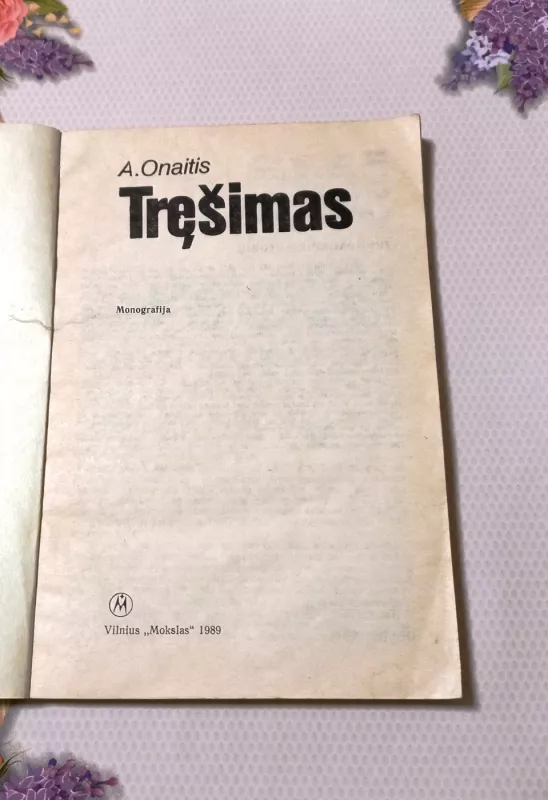 A.Onaitis
Tręšimas
Monografija
Vilnius „Mokslas“ 1989